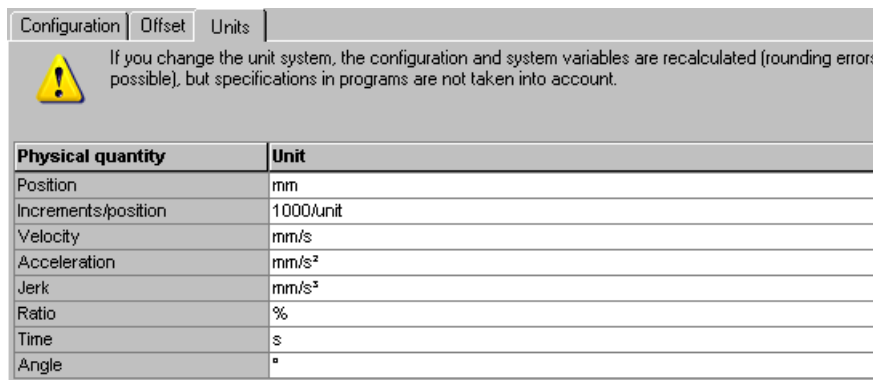 Configuration Offset Units
If you change the unit system, the configuration and system variables are recalculated (rounding errors
possible), but specifications in programs are not taken into account.
Physical quantity Unit
Position mm
Increments/position 1000/unit
Velocity mm/s
Acceleration mm/s²
Jerk mm/s³
Ratio %
Time s
Angle °